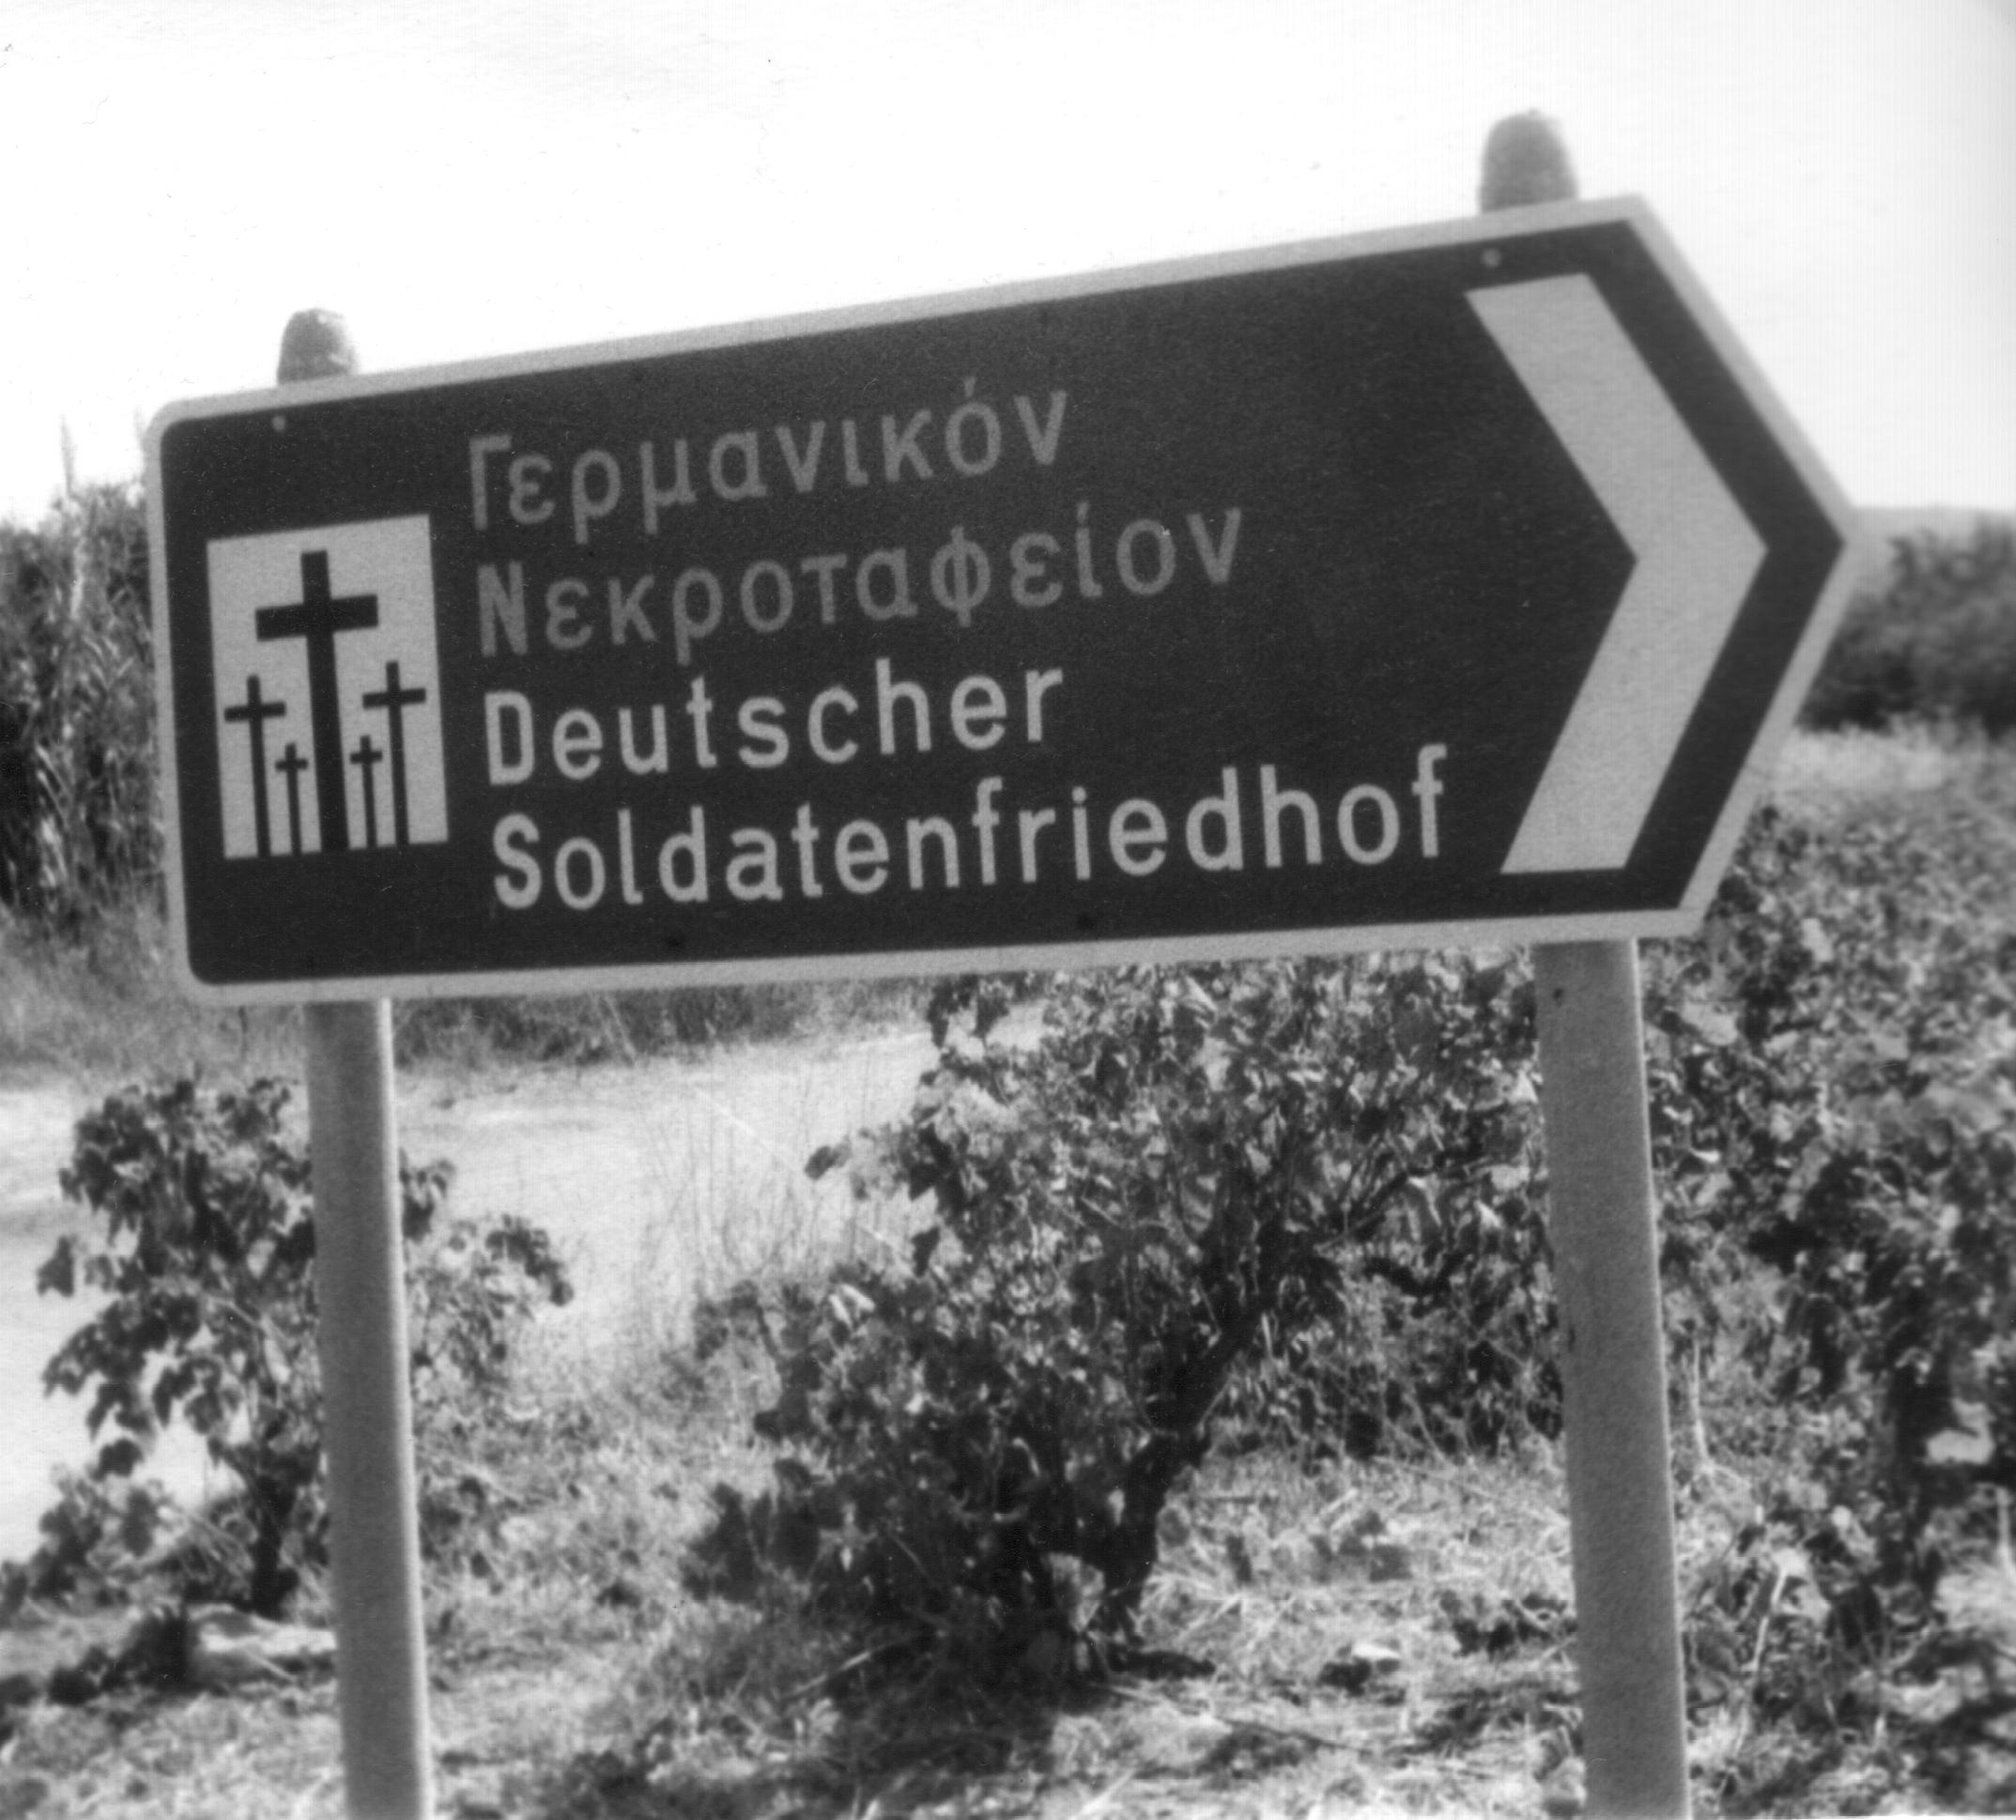 Γερμανικόν
Νεκροταφείον
Deutscher
Soldatenfriedhof